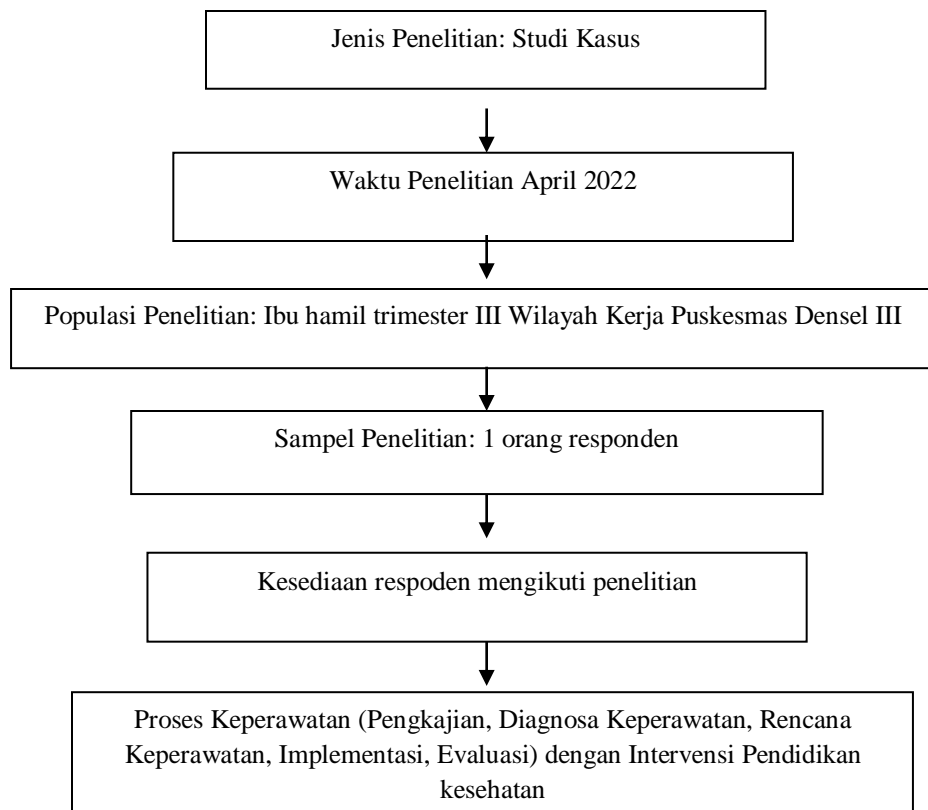 Jenis Penelitian: Studi Kasus
Waktu Penelitian April 2022
Populasi Penelitian: Ibu hamil trimester III Wilayah Kerja Puskesmas Densel III
Sampel Penelitian: 1 orang responden
Kesediaan respoden mengikuti penelitian
Proses Keperawatan (Pengkajian, Diagnosa Keperawatan, Rencana
Keperawatan, Implementasi, Evaluasi) dengan Intervensi Pendidikan
kesehatan